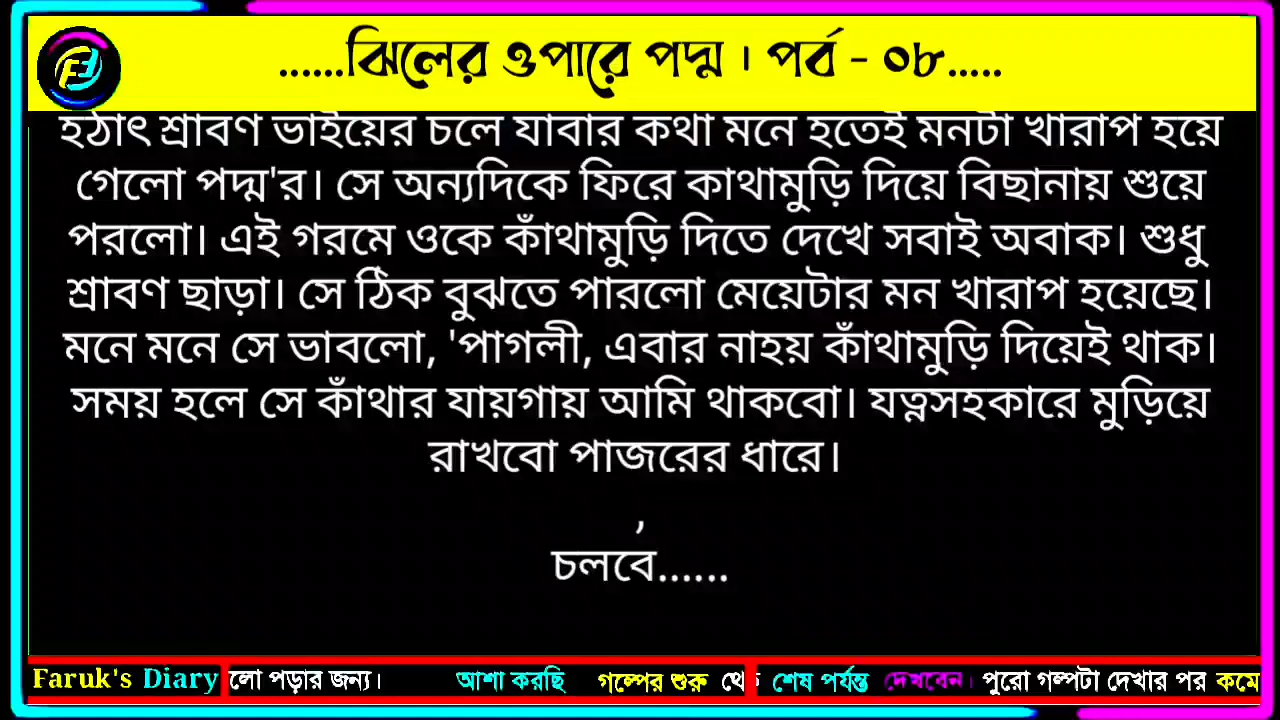 ......ঝিলের ওপারে পদ্ম । পর্ব - ০৮.....
হঠাৎ শ্রাবণ ভাইয়ের চলে যাবার কথা মনে হতেই মনটা খারাপ হয়ে
গেলো পদ্ম'র। সে অন্যদিকে ফিরে কাথামুড়ি দিয়ে বিছানায় শুয়ে
পরলো। এই গরমে ওকে কাঁথামুড়ি দিতে দেখে সবাই অবাক। শুধু
শ্রাবণ ছাড়া। সে ঠিক বুঝতে পারলো মেয়েটার মন খারাপ হয়েছে।
মনে মনে সে ভাবলো, 'পাগলী, এবার নাহয় কাঁথামুড়ি দিয়েই থাক।
সময় হলে সে কাঁথার যায়গায় আমি থাকবো। যত্নসহকারে মুড়িয়ে
রাখবো পাজরের ধারে।
,
চলবে......
Faruk's Diary লো পড়ার জন্য। আশা করছি গল্পের শুরু থে শেষ পর্যন্ত দেখবেন। পুরো গল্পটা দেখার পর কমে